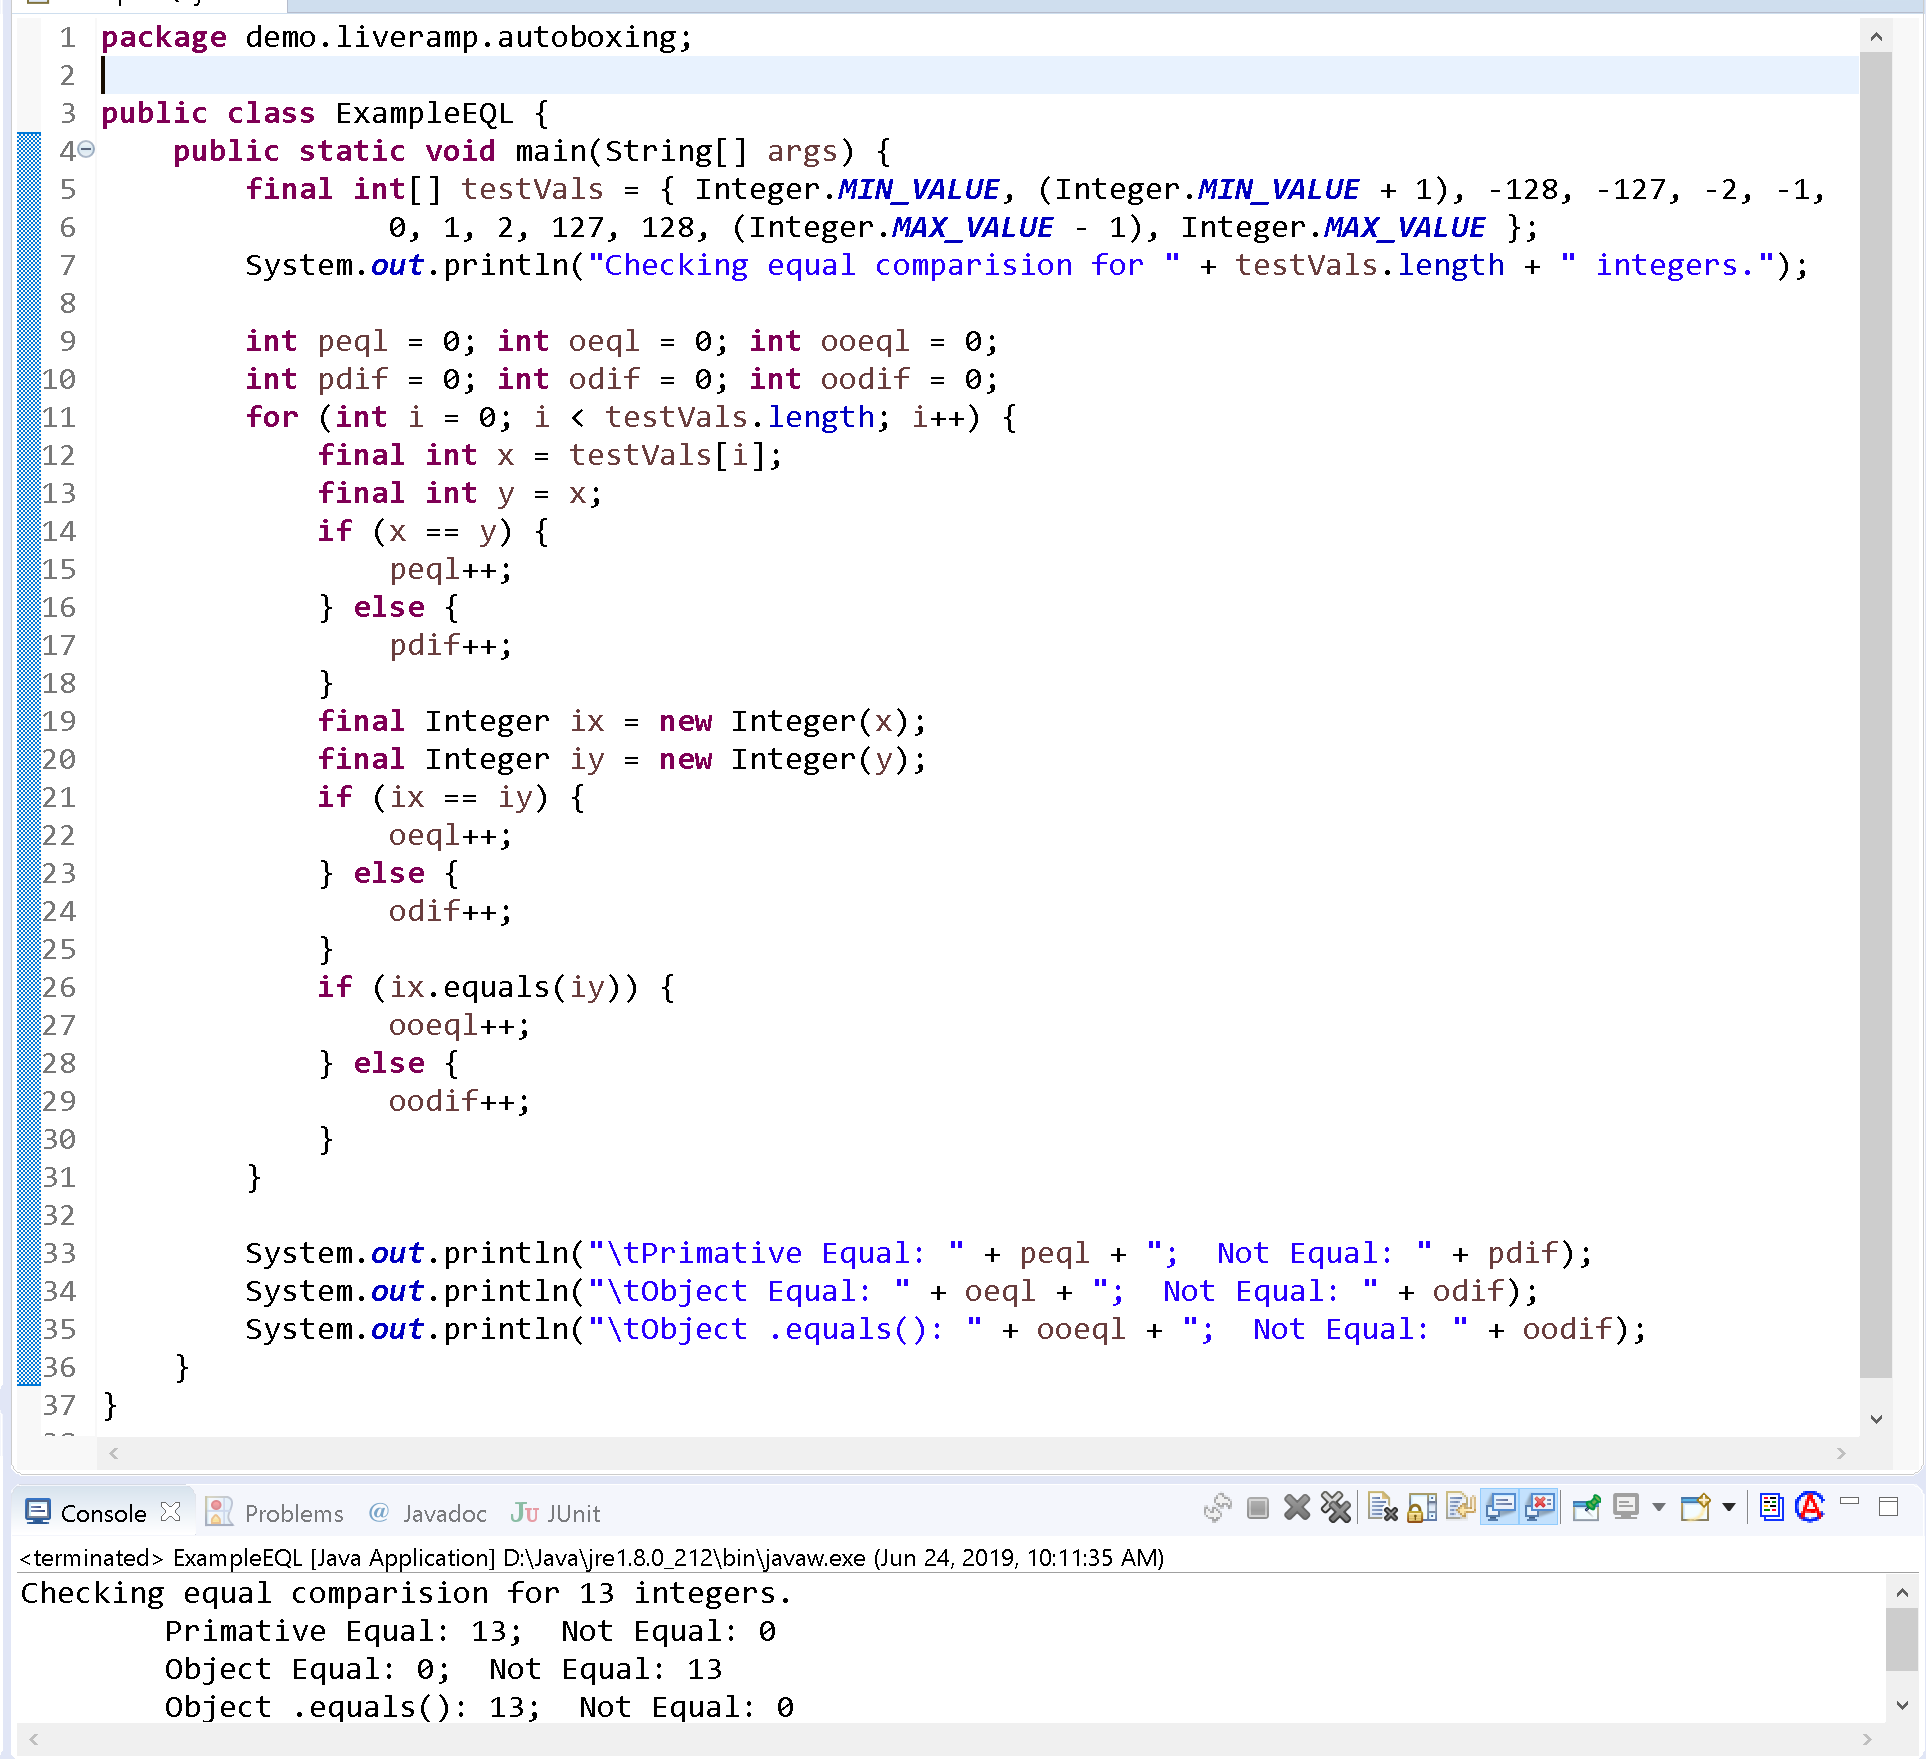 1 package demo.liveramp.autoboxing;
2
3 public class ExampleEQL {
4     public static void main(String[] args) {
5         final int[] testVals = { Integer.MIN_VALUE, (Integer.MIN_VALUE + 1), -128, -127, -2, -1,
6                 0, 1, 2, 127, 128, (Integer.MAX_VALUE - 1), Integer.MAX_VALUE };
7         System.out.println("Checking equal comparision for " + testVals.length + " integers.");
8
9         int peql = 0; int oeql = 0; int ooeql = 0;
10         int pdif = 0; int odif = 0; int oodif = 0;
11         for (int i = 0; i < testVals.length; i++) {
12             final int x = testVals[i];
13             final int y = x;
14             if (x == y) {
15                 peql++;
16             } else {
17                 pdif++;
18             }
19             final Integer ix = new Integer(x);
20             final Integer iy = new Integer(y);
21             if (ix == iy) {
22                 oeql++;
23             } else {
24                 odif++;
25             }
26             if (ix.equals(iy)) {
27                 ooeql++;
28             } else {
29                 oodif++;
30             }
31         }
32
33         System.out.println("\tPrimative Equal: " + peql + ";  Not Equal: " + pdif);
34         System.out.println("\tObject Equal: " + oeql + ";  Not Equal: " + odif);
35         System.out.println("\tObject .equals(): " + ooeql + ";  Not Equal: " + oodif);
36     }
37 }
Console Problems @ Javadoc Ju JUnit
<terminated> ExampleEQL [Java Application] D:\Java\jre1.8.0_212\bin\javaw.exe (Jun 24, 2019, 10:11:35 AM)
Checking equal comparision for 13 integers.
        Primative Equal: 13;  Not Equal: 0
        Object Equal: 0;  Not Equal: 13
        Object .equals(): 13;  Not Equal: 0